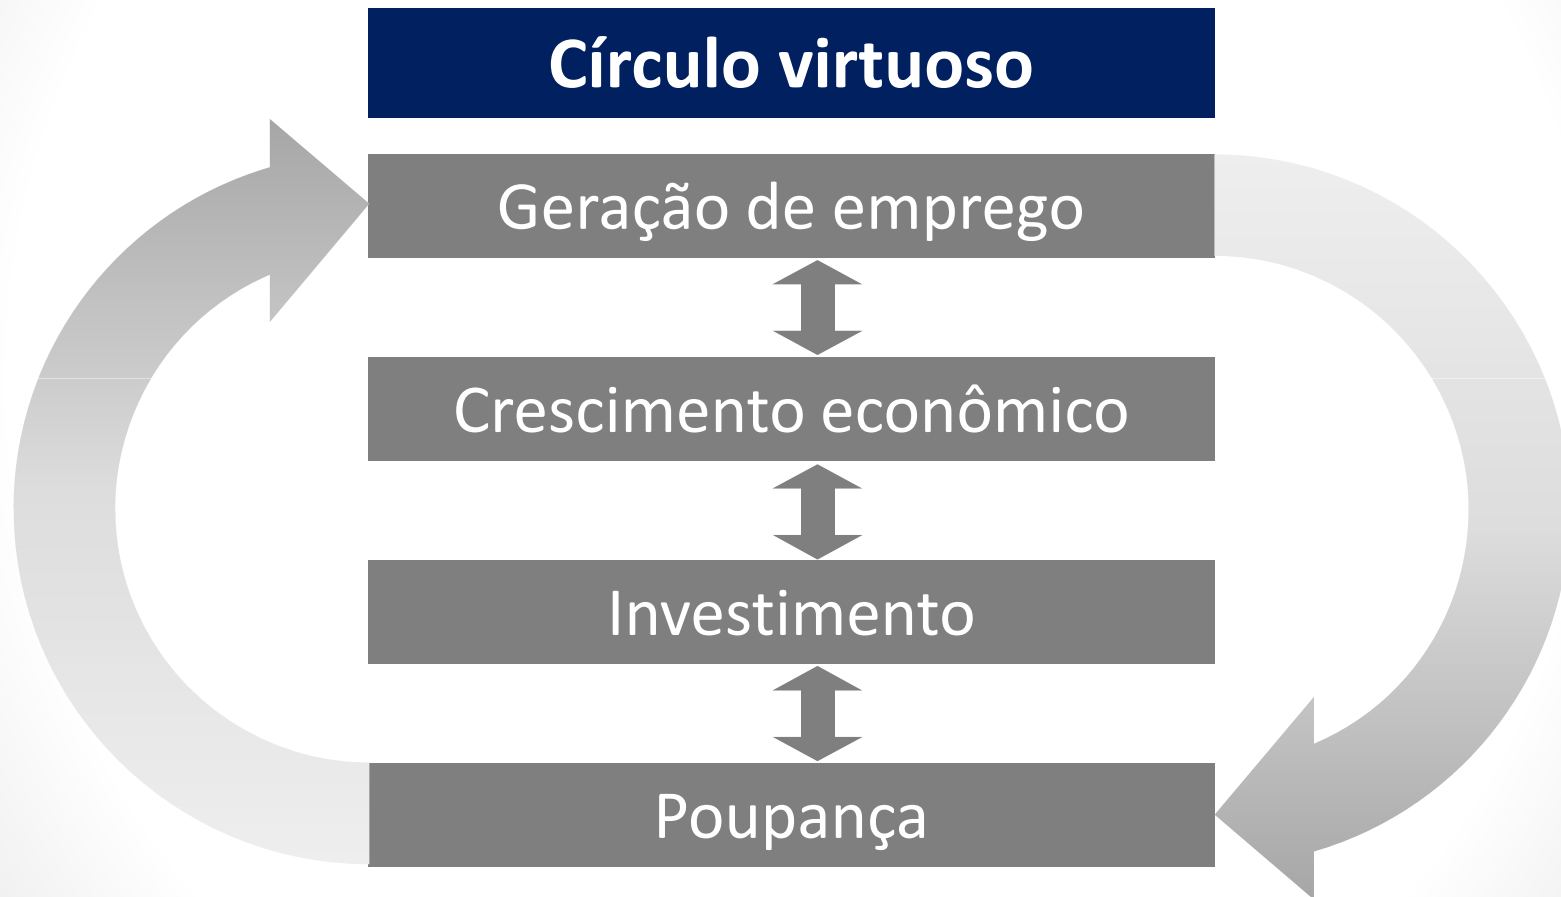 Círculo virtuoso
Geração de emprego
Crescimento econômico
Investimento
Poupança